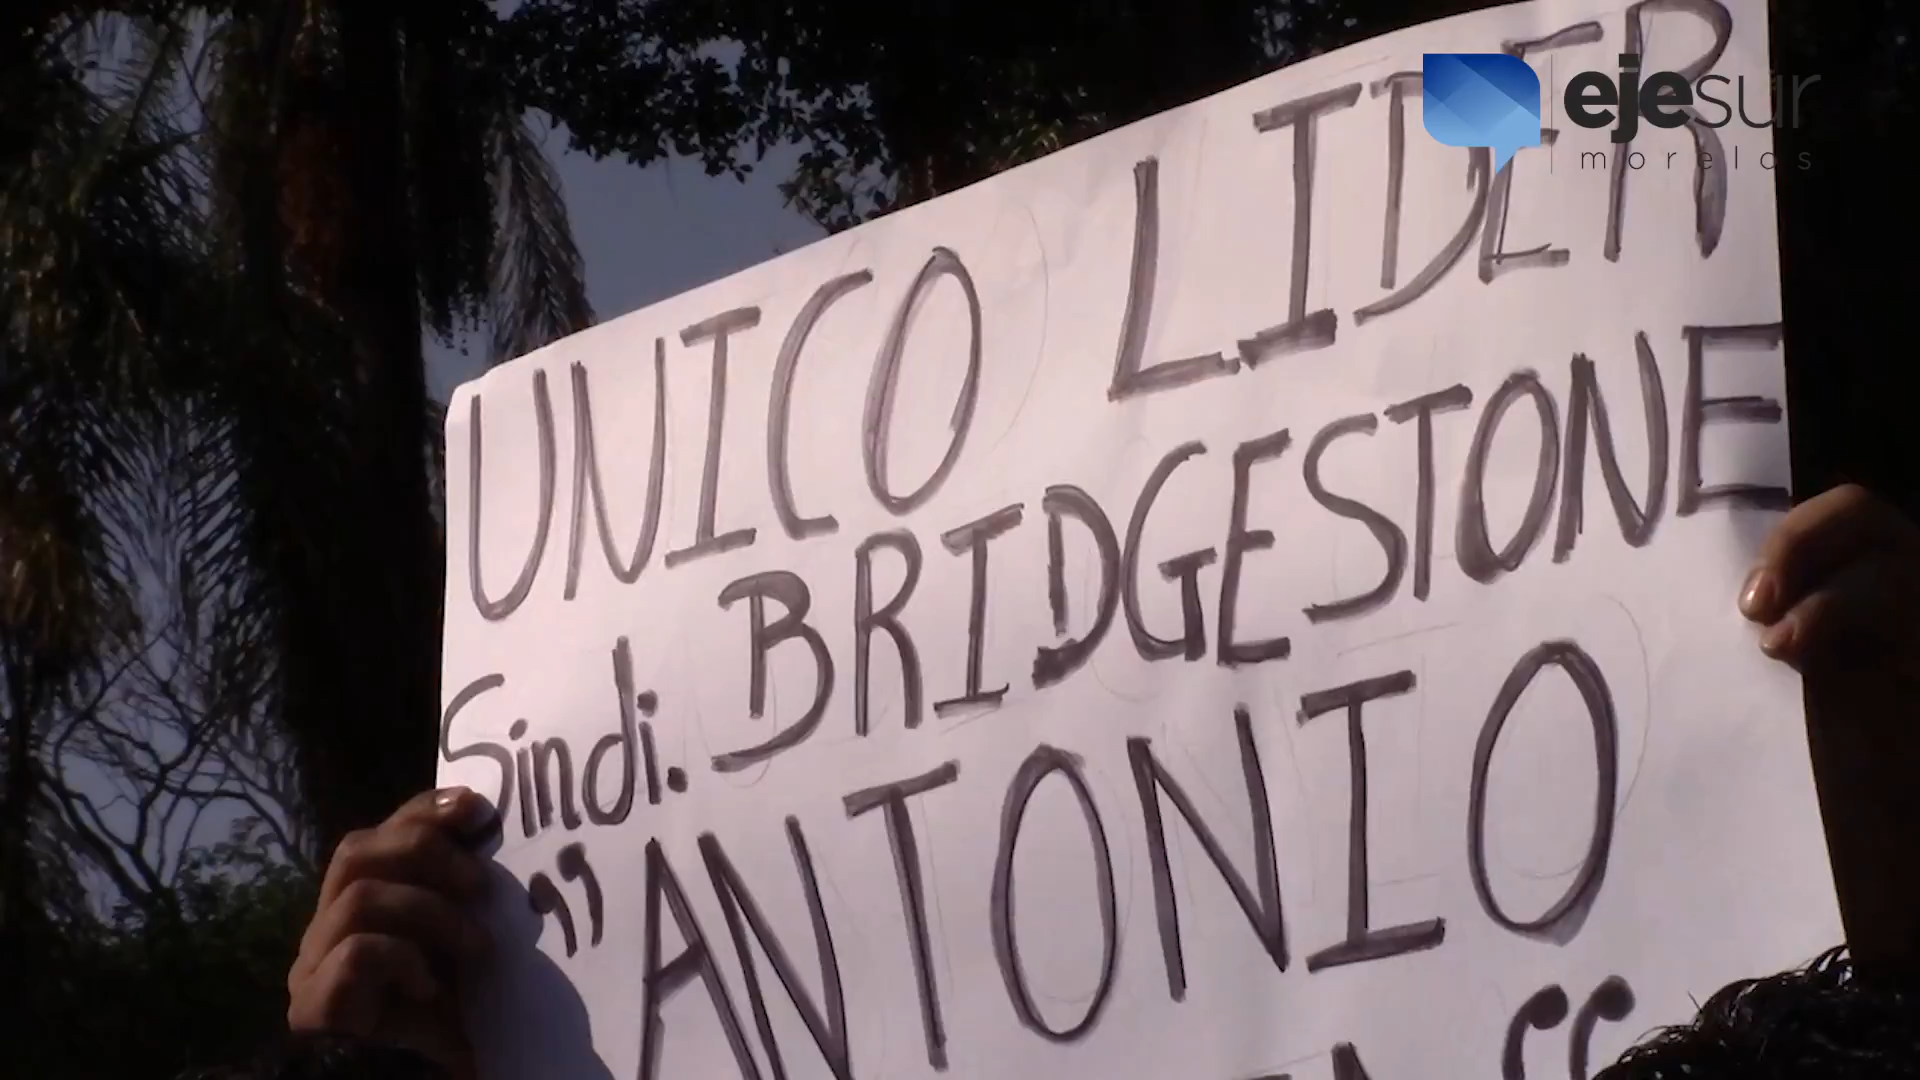 ejesur
morelos
UNICO LIDER
Sindi. BRIDGESTONE
"ANTONIO